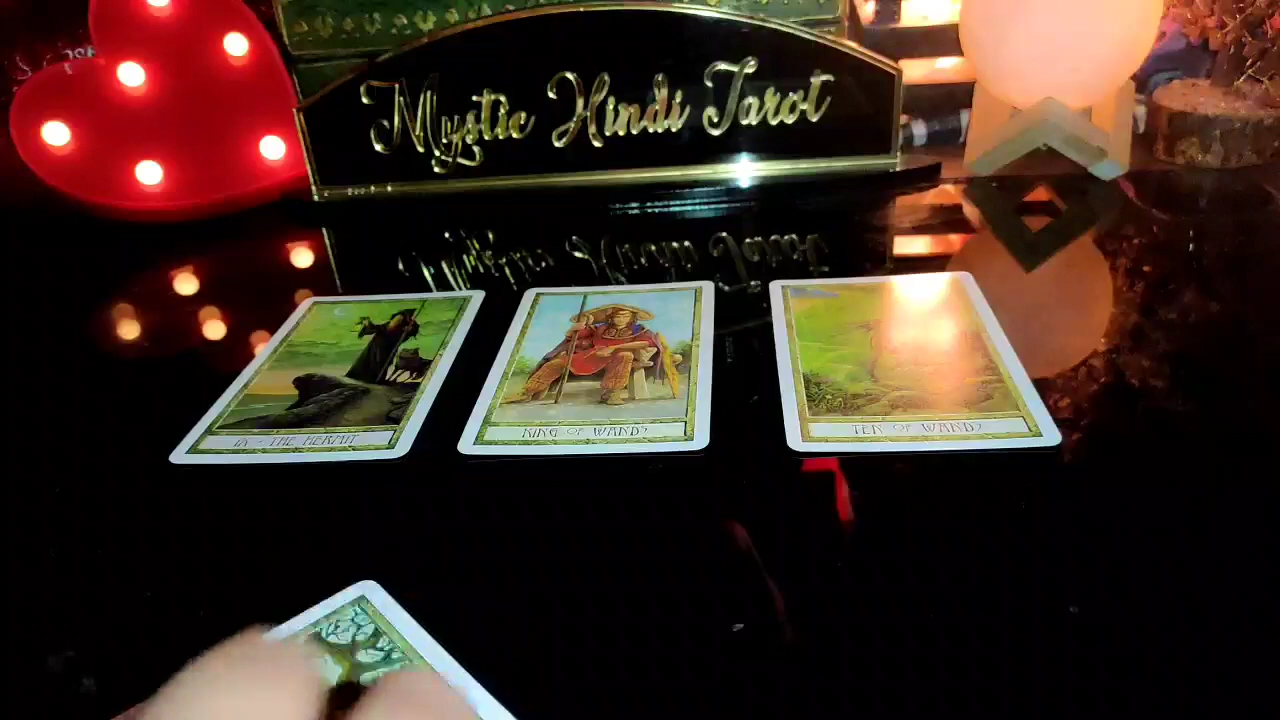 Mystic Hindi Tarot
IX - THE HERMIT
KING OF WANDS
TEN OF WANDS